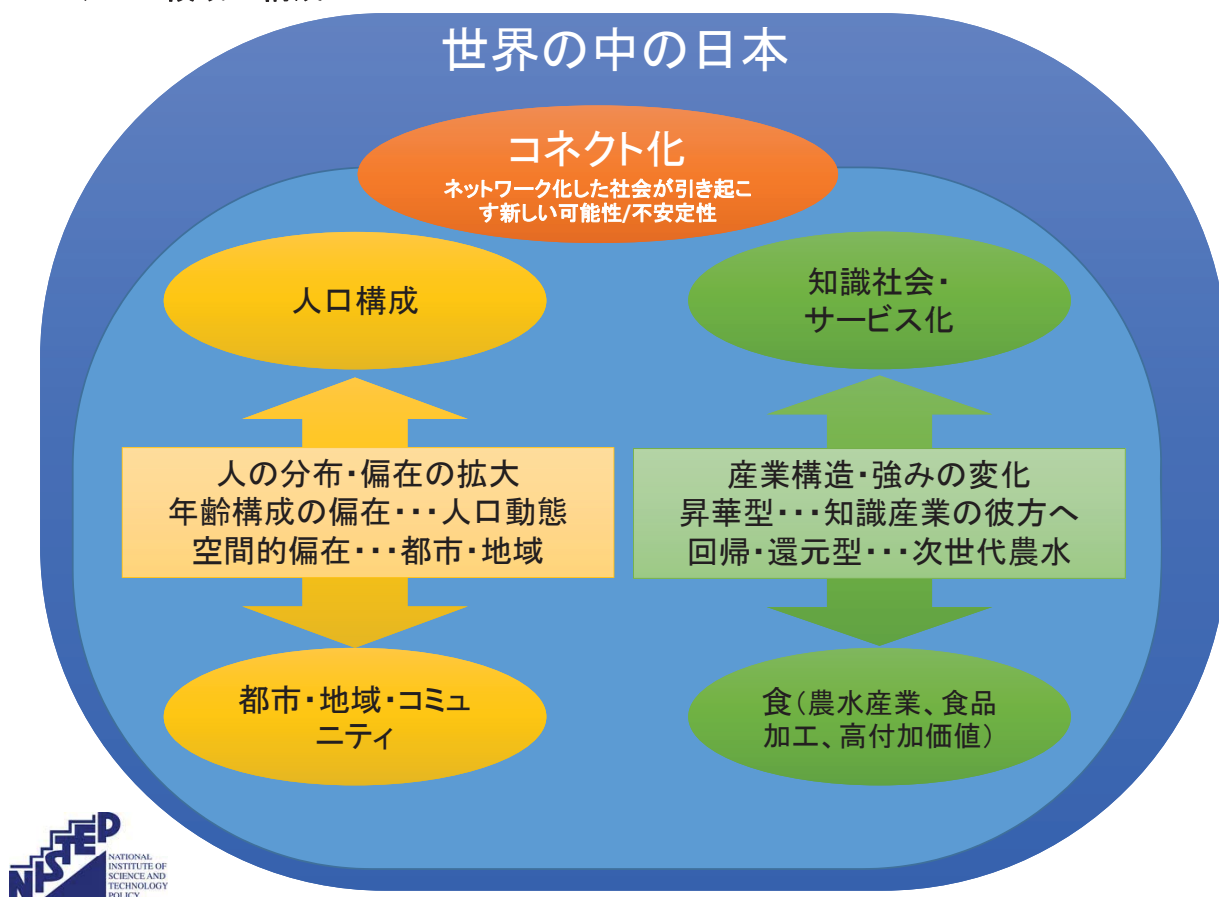 世界の中の日本
コネクト化
ネットワーク化した社会が引き起こ
す新しい可能性/不安定性
人口構成
知識社会・
サービス化
人の分布・偏在の拡大
年齢構成の偏在・・・人口動態
空間的偏在・・・都市・地域
産業構造・強みの変化
昇華型・・・知識産業の彼方へ
回帰・還元型・・・次世代農水
都市・地域・コミュ
ニティ
食(農水産業、食品
加工、高付加価値)
NISTEP
NATIONAL
INSTITUTE OF
SCIENCE AND
TECHNOLOGY
POLICY